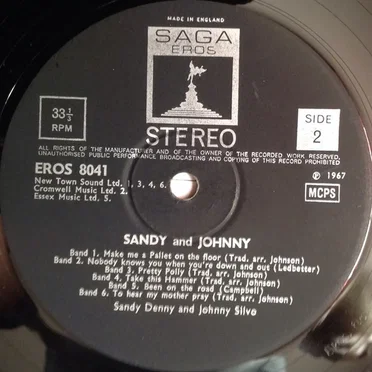 MADE IN ENGLAND
SAGA
EROS
33 1/3
RPM
STEREO
SIDE
2
ALL RIGHTS OF THE MANUFACTURER AND OF THE OWNER OF THE RECORDED WORK RESERVED.
UNAUTHORISED PUBLIC PERFORMANCE BROADCASTING AND COPYING OF THIS RECORD PROHIBITED
EROS 8041
New Town Sound Ltd. 1, 3, 4, 6.
Cromwell Music Ltd. 2.
Essex Music Ltd. 5.
℗ 1967
MCPS
SANDY and JOHNNY
Band 1. Make me a Pallet on the floor (Trad. arr. Johnson)
Band 2. Nobody knows you when you're down and out (Ledbetter)
Band 3. Pretty Polly (Trad. arr. Johnson)
Band 4. Take this Hammer (Trad. arr. Johnson)
Band 5. Been on the road (Campbell)
Band 6. To hear my mother pray (Trad. arr. Johnson)
Sandy Denny and Johnny Silvo